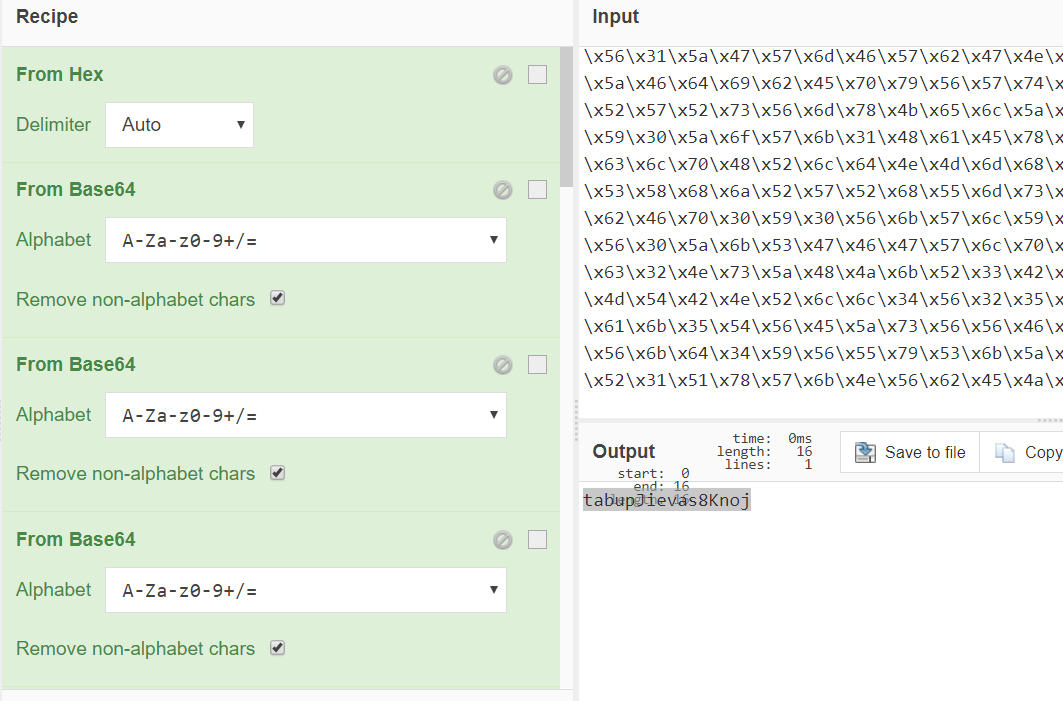 Recipe
From Hex
Delimiter Auto
From Base64
Alphabet A-Za-z0-9+/=
Remove non-alphabet chars
From Base64
Alphabet A-Za-z0-9+/=
Remove non-alphabet chars
From Base64
Alphabet A-Za-z0-9+/=
Remove non-alphabet chars
Input
\x56\x31\x5a\x47\x57\x6d\x46\x57\x62\x47\x4e\x
\x5a\x46\x64\x69\x62\x45\x70\x79\x56\x57\x74\x
\x52\x57\x52\x73\x56\x6d\x78\x4b\x65\x6c\x5a\x
\x59\x30\x5a\x6f\x57\x6b\x31\x48\x61\x45\x78\x
\x63\x6c\x70\x48\x52\x6c\x64\x4e\x4d\x6d\x68\x
\x53\x58\x68\x6a\x52\x57\x52\x68\x55\x6d\x73\x
\x62\x46\x70\x30\x59\x30\x56\x6b\x57\x6c\x59\x
\x56\x30\x5a\x6b\x53\x47\x46\x47\x57\x6c\x70\x
\x63\x32\x4e\x73\x5a\x48\x4a\x6b\x52\x33\x42\x
\x4d\x54\x42\x4e\x52\x6c\x6c\x34\x56\x32\x35\x
\x61\x6b\x35\x54\x56\x45\x5a\x73\x56\x56\x46\x
\x56\x6b\x64\x34\x59\x56\x55\x79\x53\x6b\x5a\x
\x52\x31\x51\x78\x57\x6b\x4e\x56\x62\x45\x4a\x
Output
time: 0ms
length: 16
lines: 1
start: 0
end: 16
length: 16
Save to file
Copy
tabupJievas8Knoj